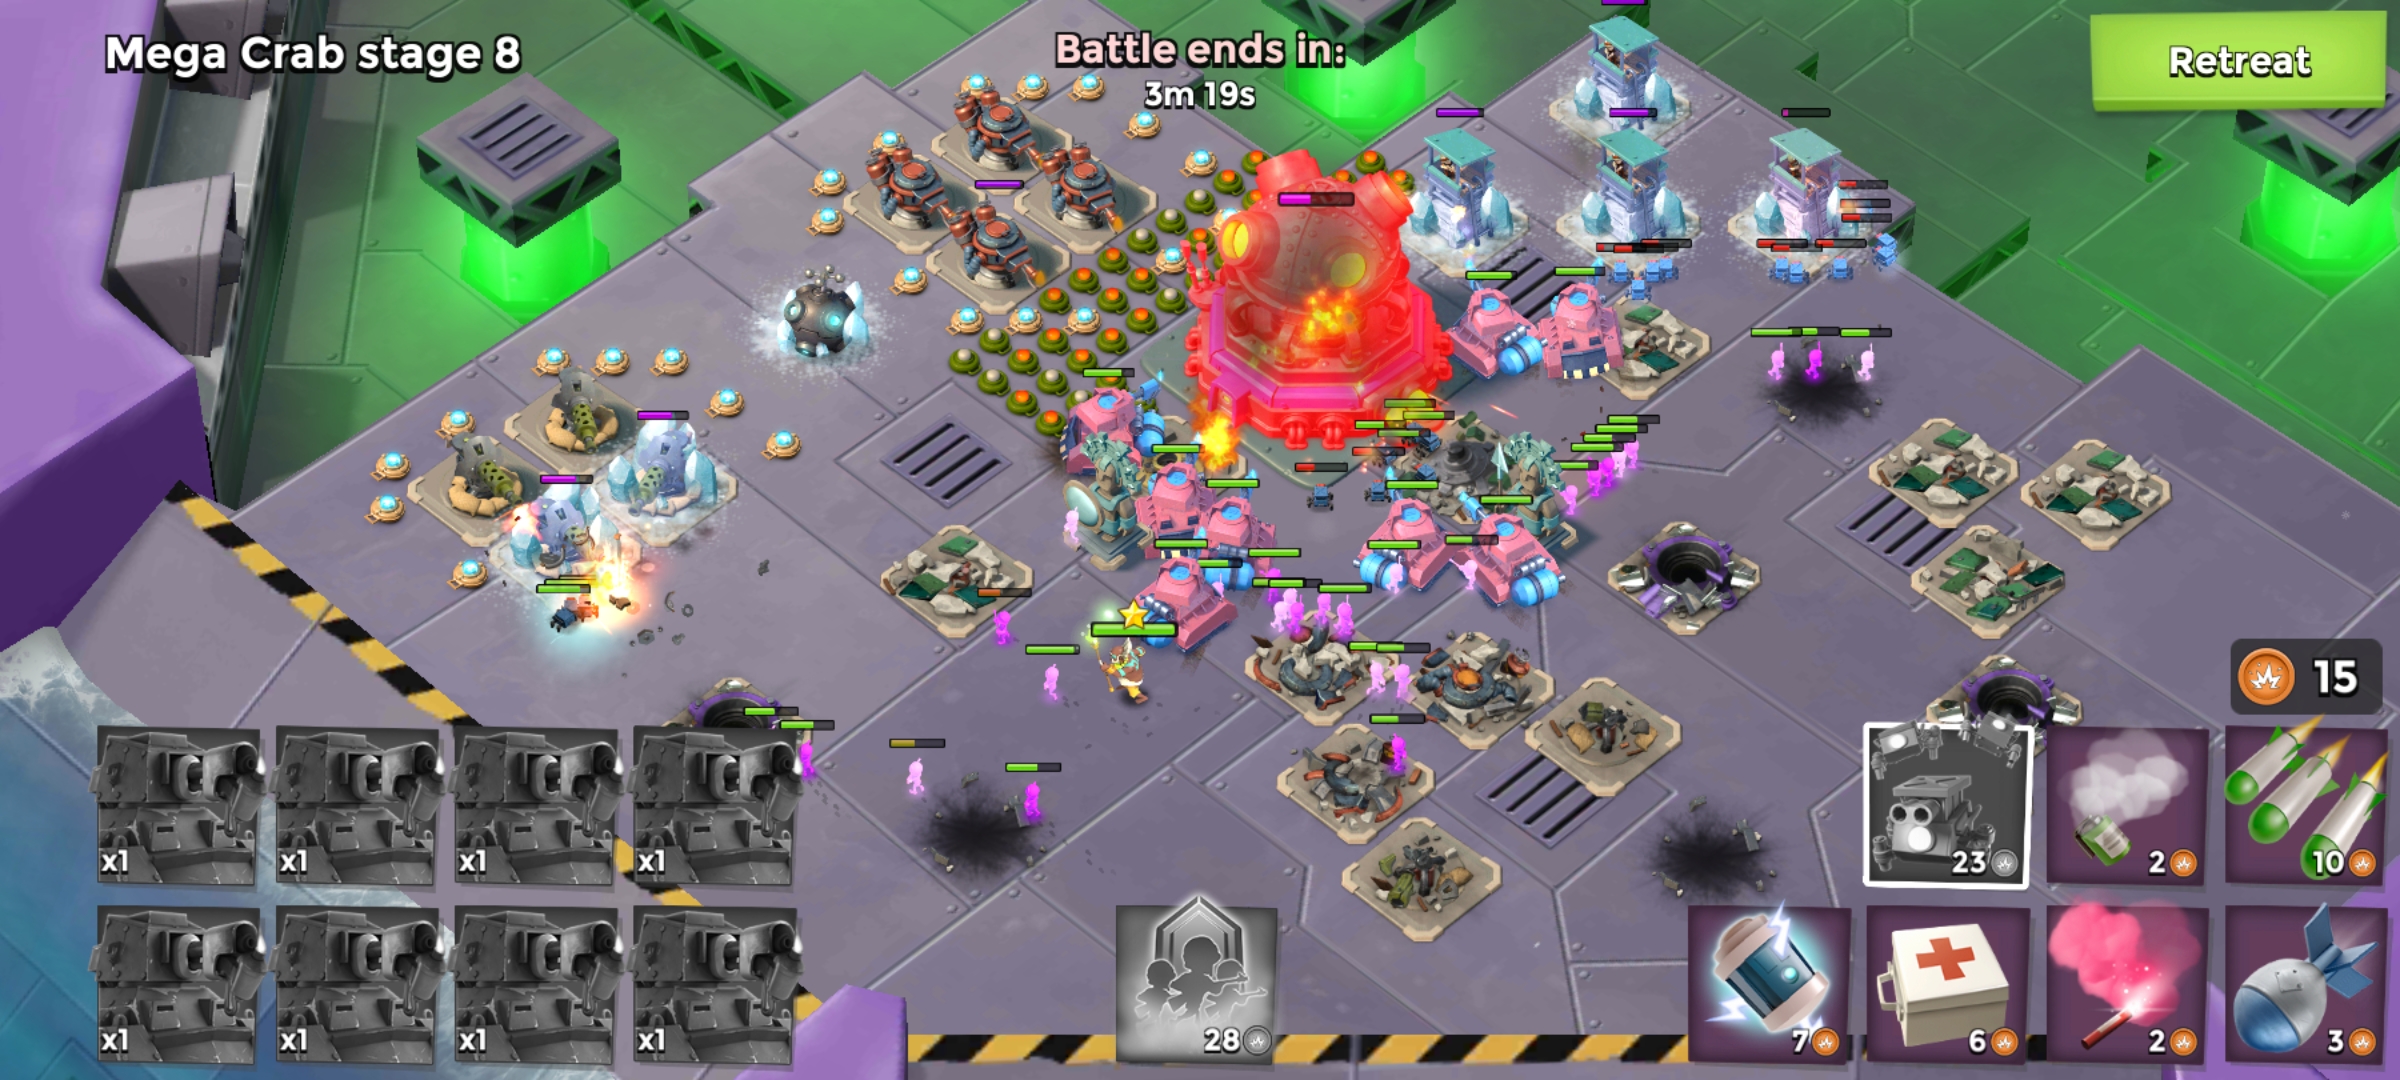 Mega Crab stage 8
Battle ends in:
3m 19s
Retreat
15
x1
x1
x1
x1
23
2
10
x1
x1
x1
x1
28
7
6
2
3